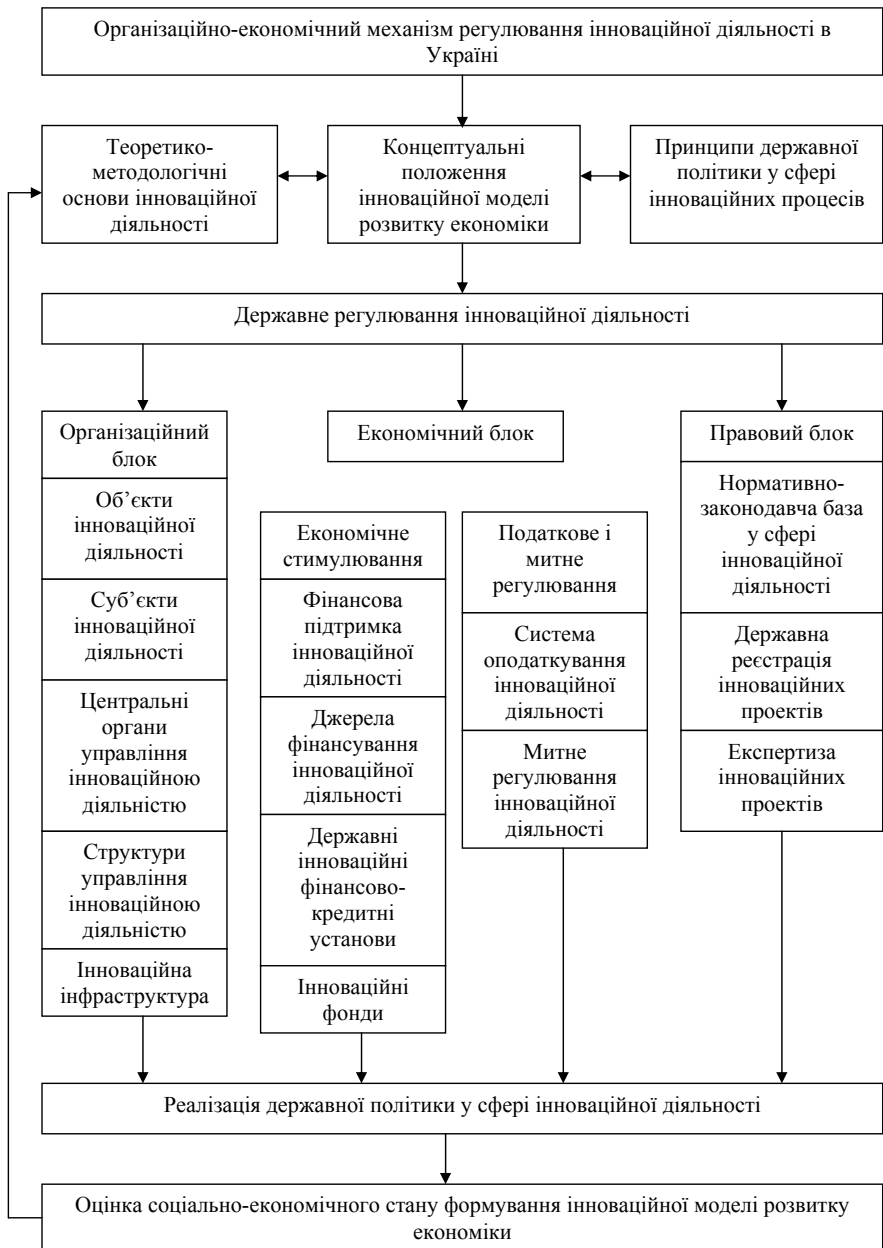 Організаційно-економічний механізм регулювання інноваційної діяльності в
Україні
Теоретико-
методологічні
основи інноваційної
діяльності
Концептуальні
положення
інноваційної моделі
розвитку економіки
Принципи державної
політики у сфері
інноваційних процесів
Державне регулювання інноваційної діяльності
Організаційний
блок
Об’єкти
інноваційної
діяльності
Суб’єкти
інноваційної
діяльності
Центральні
органи
управління
інноваційною
діяльністю
Структури
управління
інноваційною
діяльністю
Інноваційна
інфраструктура
Економічний блок
Економічне
стимулювання
Фінансова
підтримка
інноваційної
діяльності
Джерела
фінансування
інноваційної
діяльності
Державні
інноваційні
фінансово-
кредитні
установи
Інноваційні
фонди
Податкове і
митне
регулювання
Система
оподаткування
інноваційної
діяльності
Митне
регулювання
інноваційної
діяльності
Правовий блок
Нормативно-
законодавча база
у сфері
інноваційної
діяльності
Державна
реєстрація
інноваційних
проектів
Експертиза
інноваційних
проектів
Реалізація державної політики у сфері інноваційної діяльності
Оцінка соціально-економічного стану формування інноваційної моделі розвитку
економіки